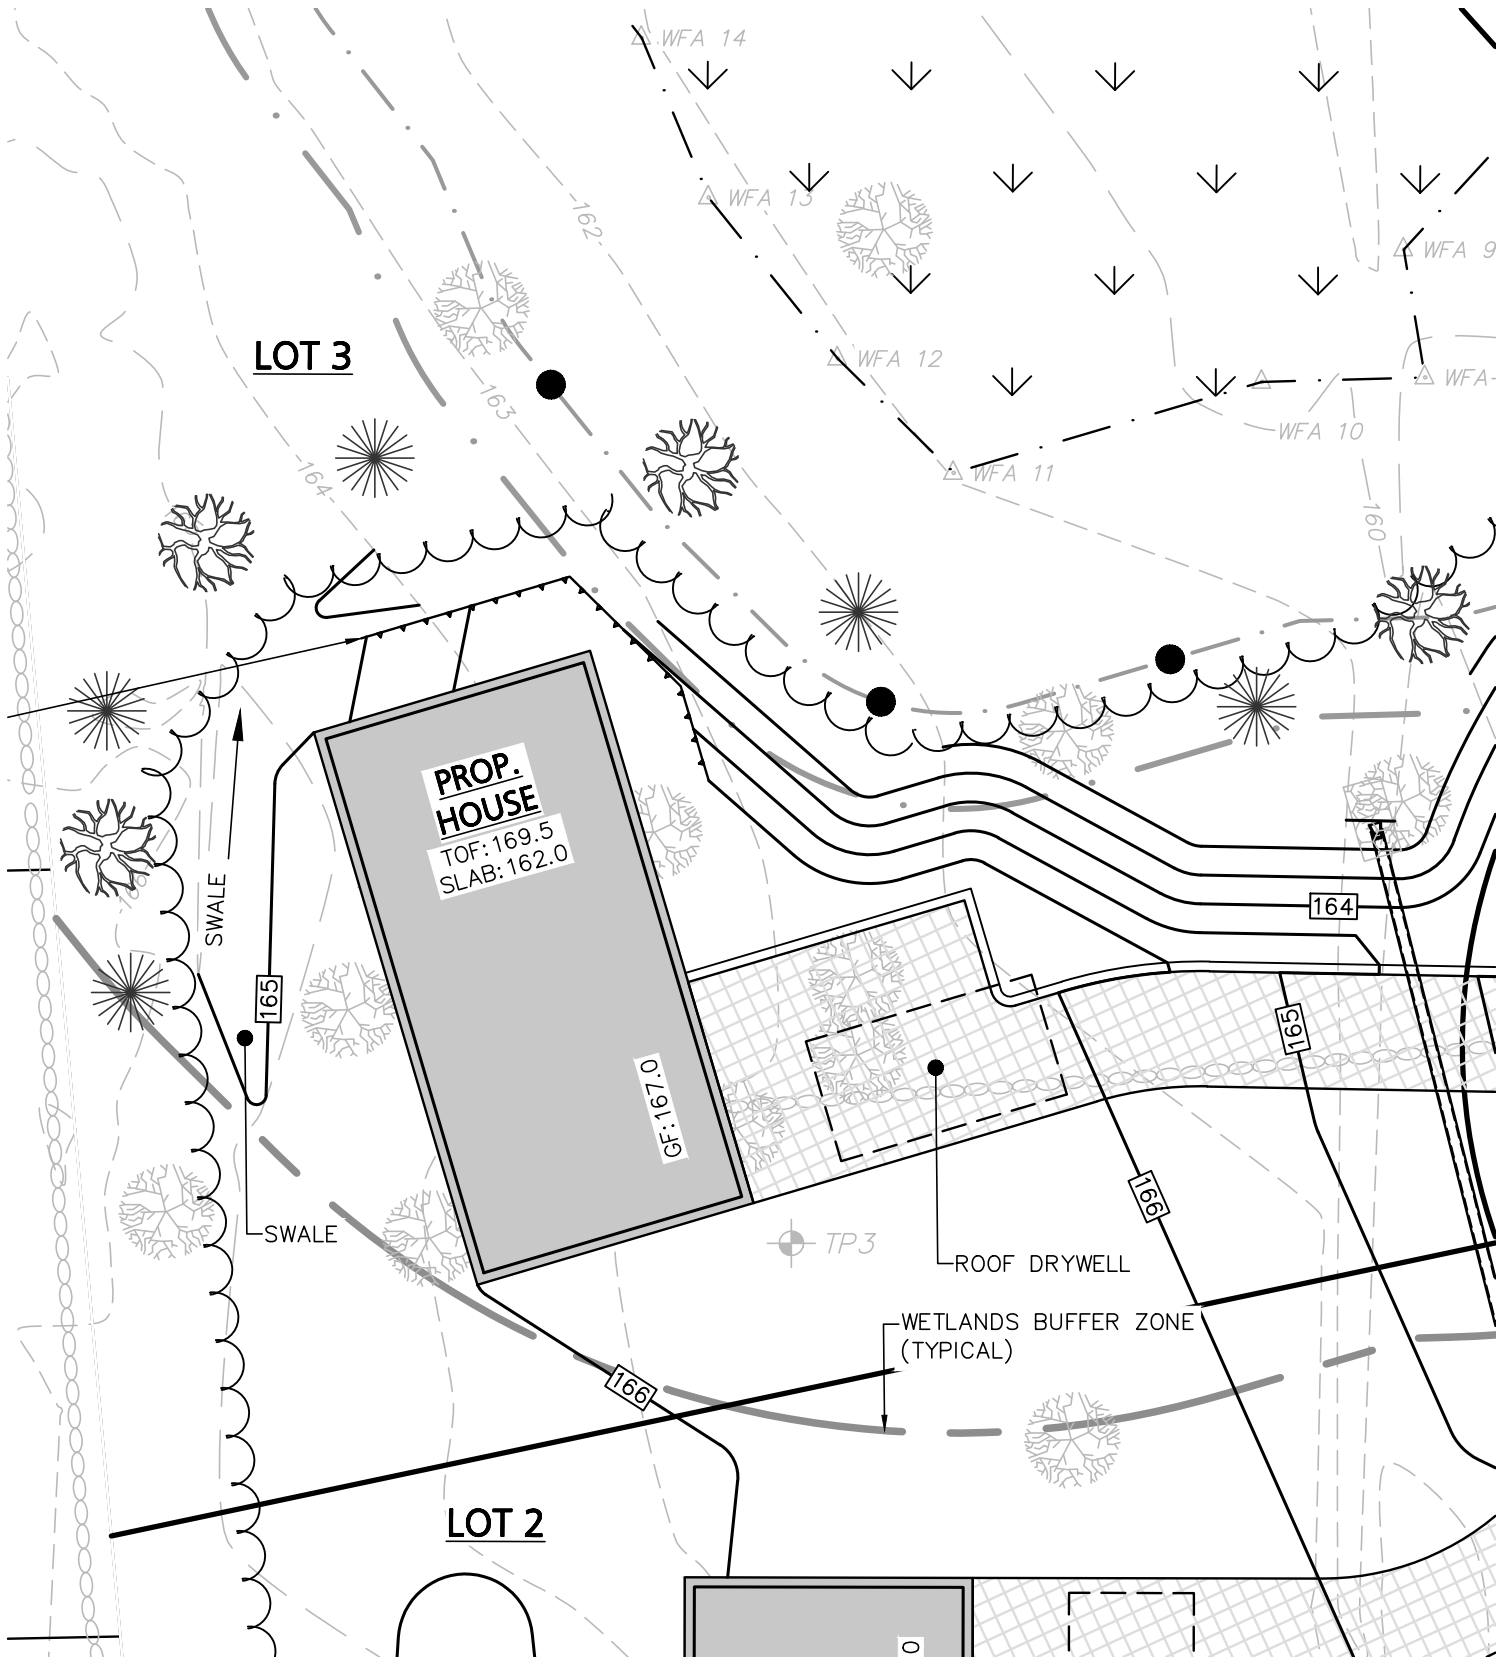 WFA 14
WFA 13
162
WFA 9
LOT 3
WFA 12
WFA-
163
WFA 10
164
WFA 11
160
PROP.
HOUSE
TOF: 169.5
SLAB: 162.0
SWALE
164
165
165
GF: 167.0
166
SWALE
TP3
ROOF DRYWELL
WETLANDS BUFFER ZONE
(TYPICAL)
166
LOT 2
0